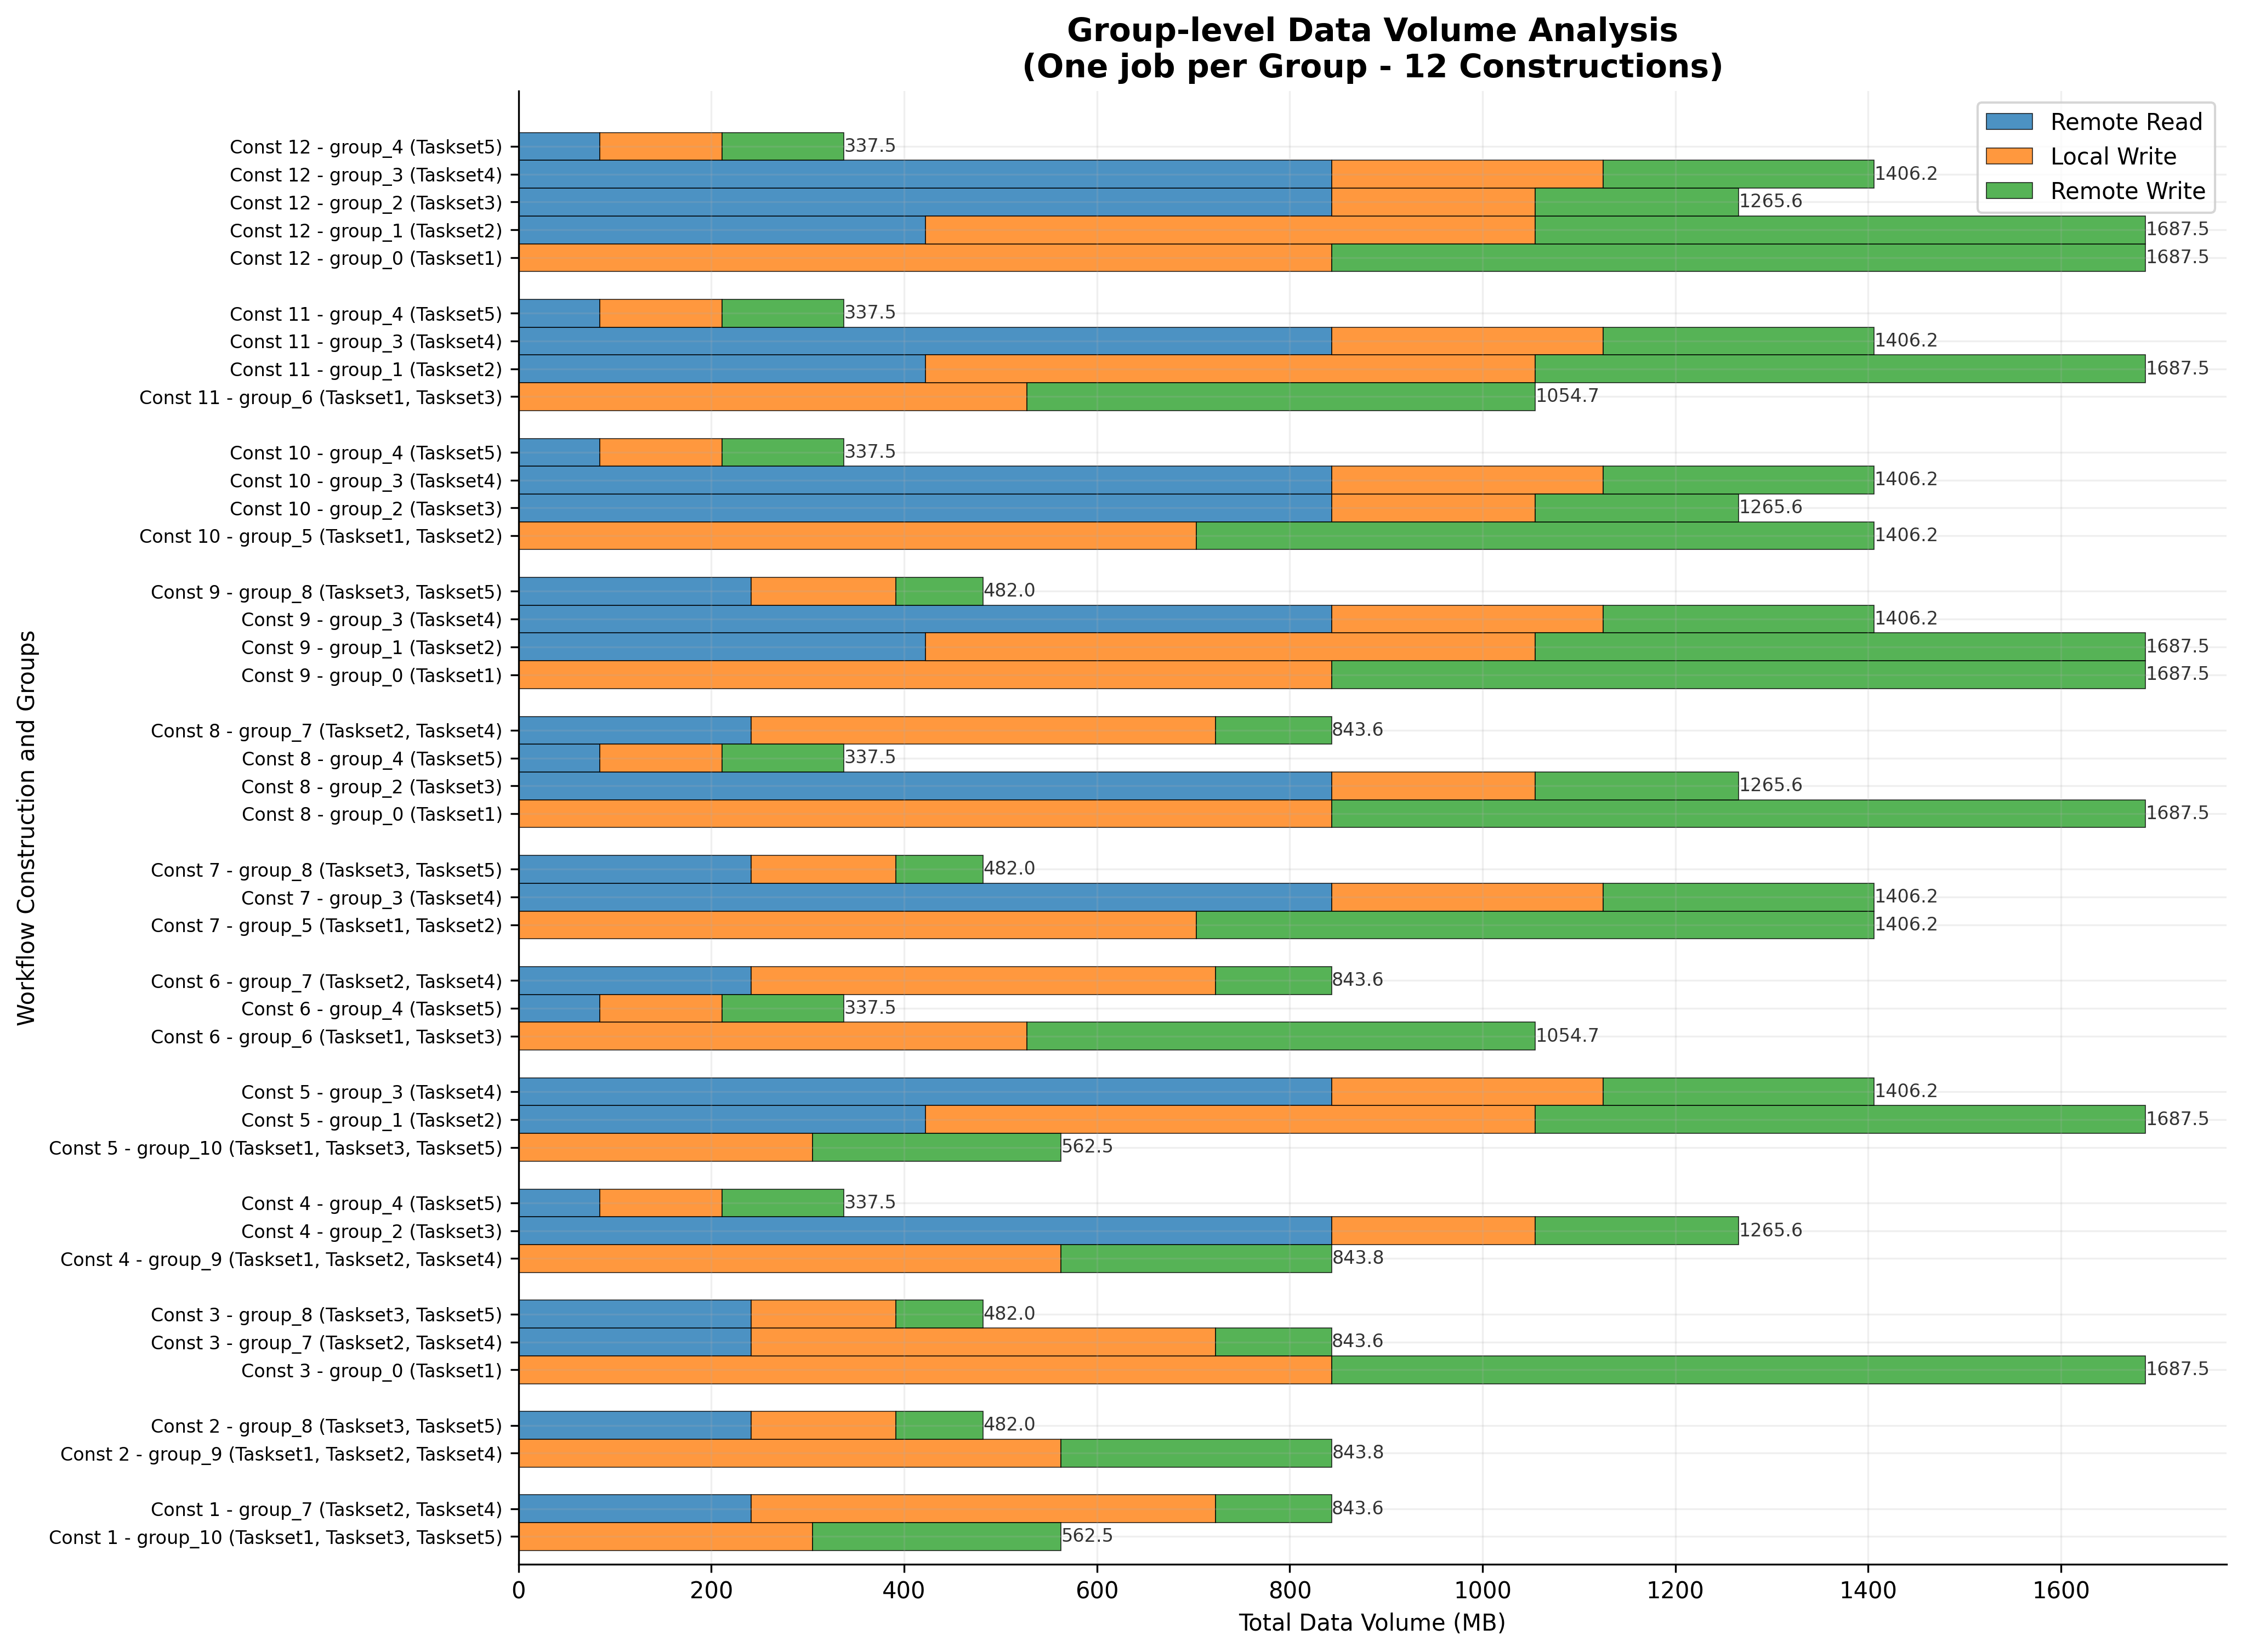 Group-level Data Volume Analysis
(One job per Group - 12 Constructions)
Remote Read
Local Write
Remote Write
Workflow Construction and Groups
Const 12 - group_4 (Taskset5) 337.5
Const 12 - group_3 (Taskset4) 1406.2
Const 12 - group_2 (Taskset3) 1265.6
Const 12 - group_1 (Taskset2) 1687.5
Const 12 - group_0 (Taskset1) 1687.5
Const 11 - group_4 (Taskset5) 337.5
Const 11 - group_3 (Taskset4) 1406.2
Const 11 - group_1 (Taskset2) 1687.5
Const 11 - group_6 (Taskset1, Taskset3) 1054.7
Const 10 - group_4 (Taskset5) 337.5
Const 10 - group_3 (Taskset4) 1406.2
Const 10 - group_2 (Taskset3) 1265.6
Const 10 - group_5 (Taskset1, Taskset2) 1406.2
Const 9 - group_8 (Taskset3, Taskset5) 482.0
Const 9 - group_3 (Taskset4) 1406.2
Const 9 - group_1 (Taskset2) 1687.5
Const 9 - group_0 (Taskset1) 1687.5
Const 8 - group_7 (Taskset2, Taskset4) 843.6
Const 8 - group_4 (Taskset5) 337.5
Const 8 - group_2 (Taskset3) 1265.6
Const 8 - group_0 (Taskset1) 1687.5
Const 7 - group_8 (Taskset3, Taskset5) 482.0
Const 7 - group_3 (Taskset4) 1406.2
Const 7 - group_5 (Taskset1, Taskset2) 1406.2
Const 6 - group_7 (Taskset2, Taskset4) 843.6
Const 6 - group_4 (Taskset5) 337.5
Const 6 - group_6 (Taskset1, Taskset3) 1054.7
Const 5 - group_3 (Taskset4) 1406.2
Const 5 - group_1 (Taskset2) 1687.5
Const 5 - group_10 (Taskset1, Taskset3, Taskset5) 562.5
Const 4 - group_4 (Taskset5) 337.5
Const 4 - group_2 (Taskset3) 1265.6
Const 4 - group_9 (Taskset1, Taskset2, Taskset4) 843.8
Const 3 - group_8 (Taskset3, Taskset5) 482.0
Const 3 - group_7 (Taskset2, Taskset4) 843.6
Const 3 - group_0 (Taskset1) 1687.5
Const 2 - group_8 (Taskset3, Taskset5) 482.0
Const 2 - group_9 (Taskset1, Taskset2, Taskset4) 843.8
Const 1 - group_7 (Taskset2, Taskset4) 843.6
Const 1 - group_10 (Taskset1, Taskset3, Taskset5) 562.5
0 200 400 600 800 1000 1200 1400 1600
Total Data Volume (MB)